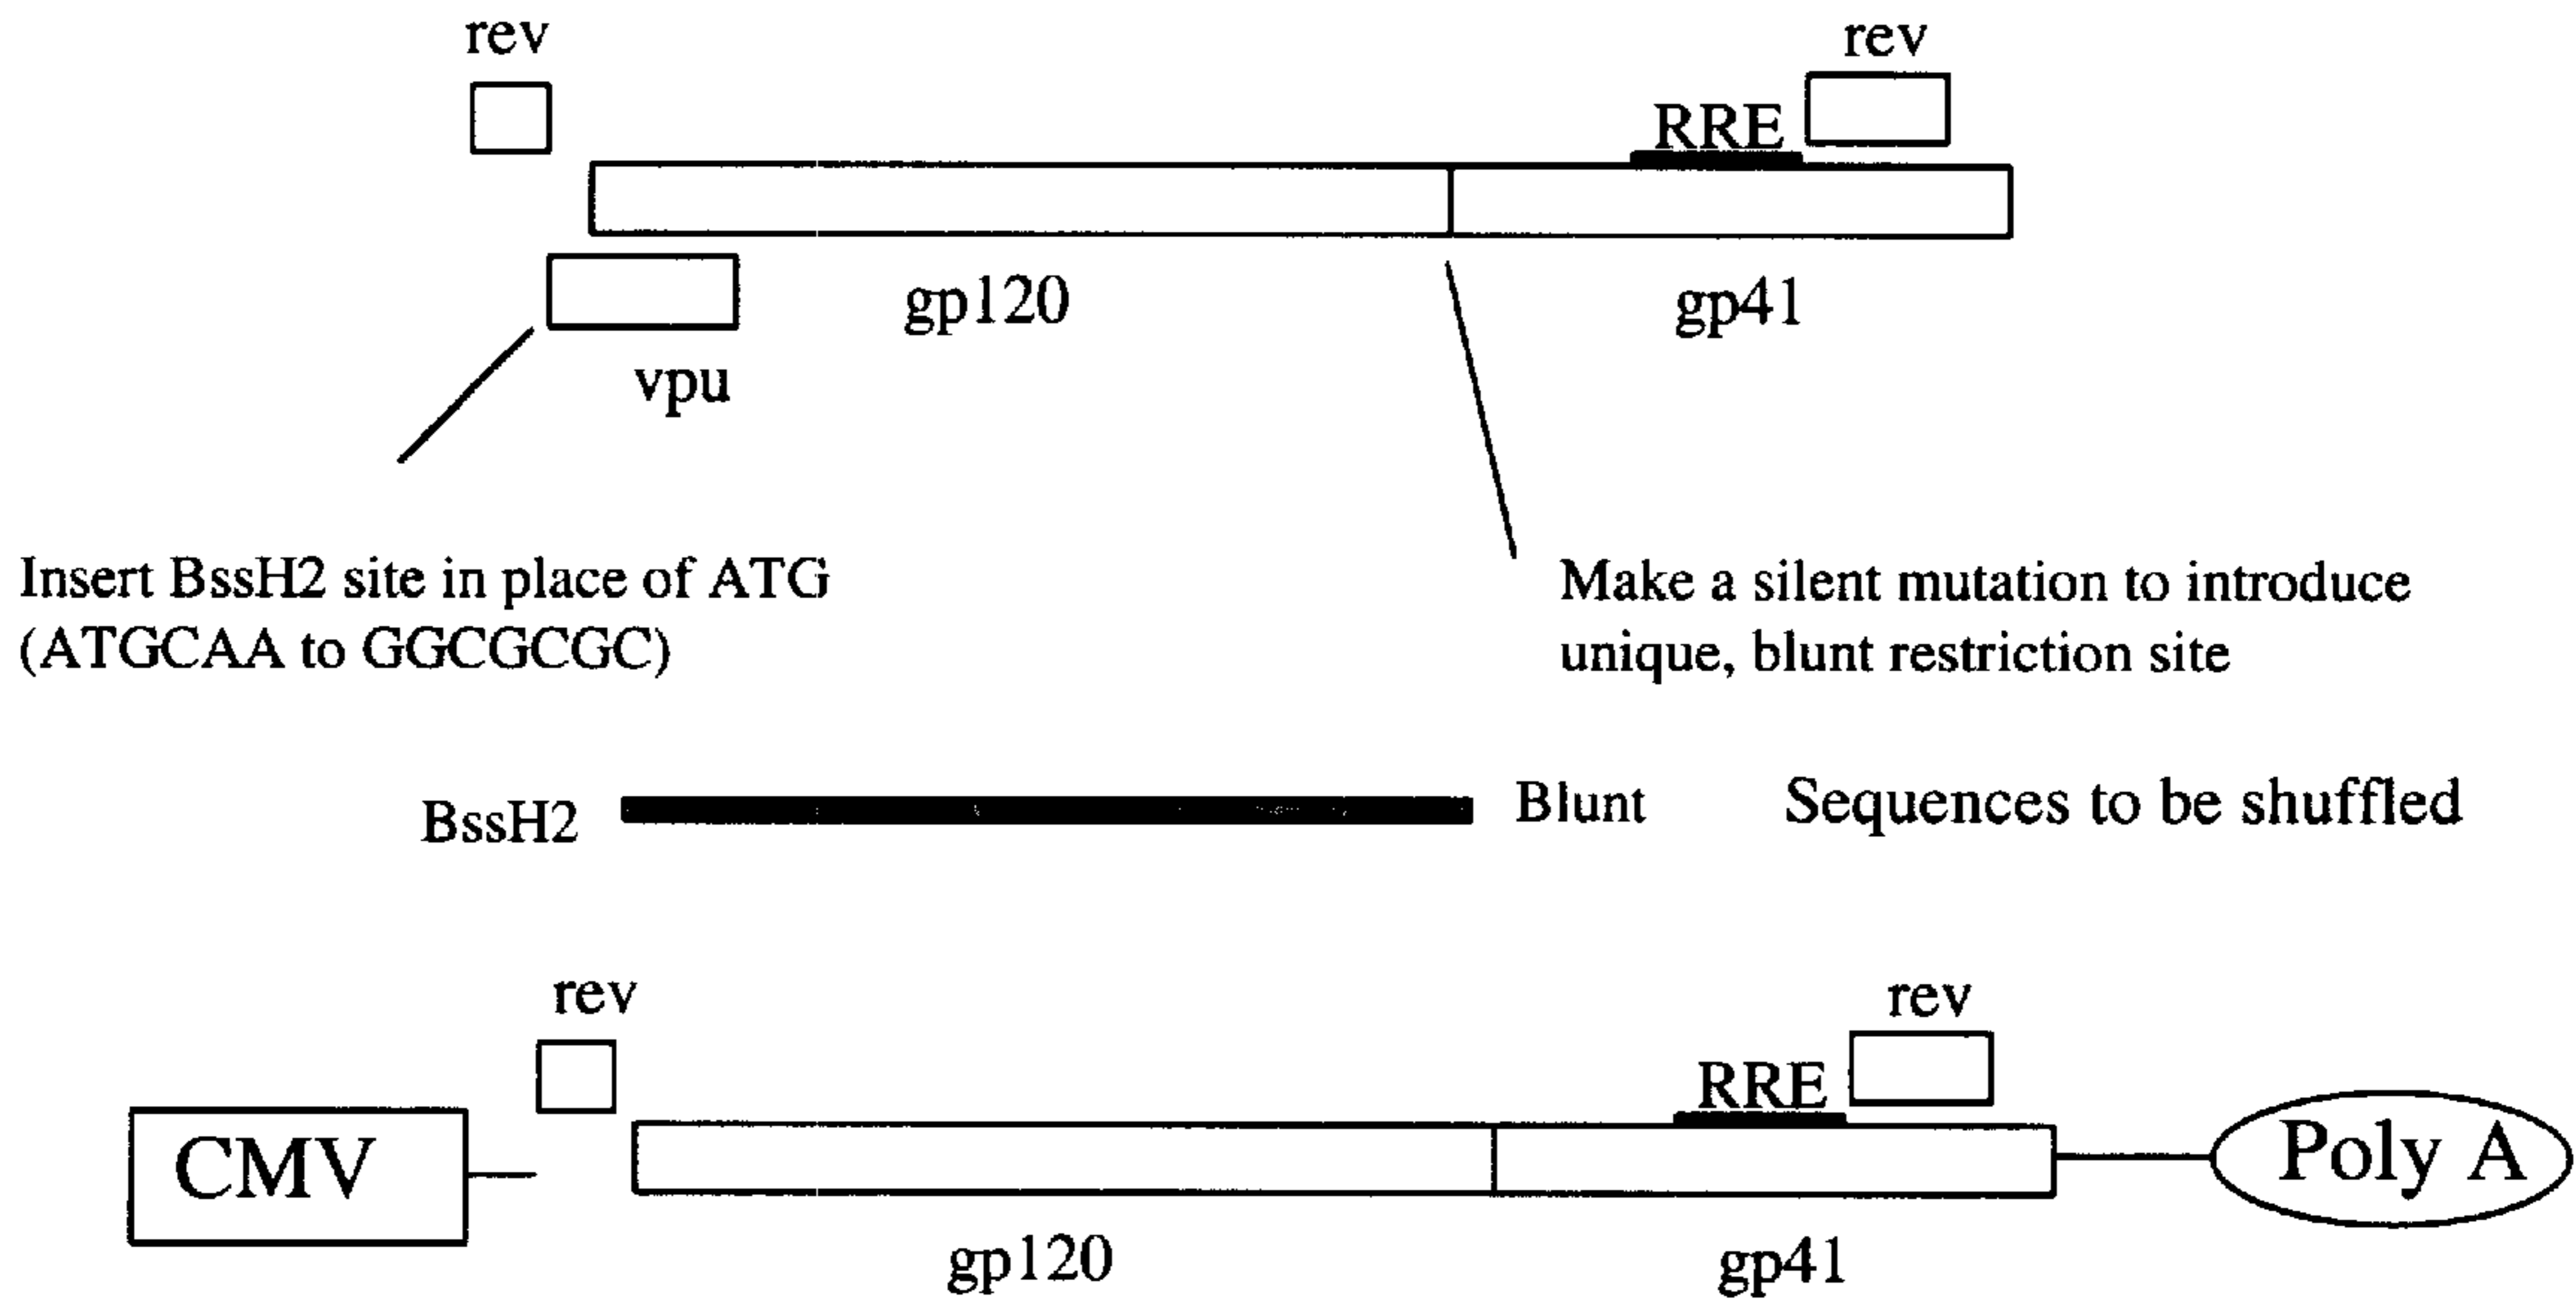 rev
rev
RRE
gp120
gp41
vpu
Insert BssH2 site in place of ATG
(ATGCAA to GGCGCGC)
Make a silent mutation to introduce
unique, blunt restriction site
BssH2
Blunt
Sequences to be shuffled
rev
rev
RRE
CMV
Poly A
gp120
gp41